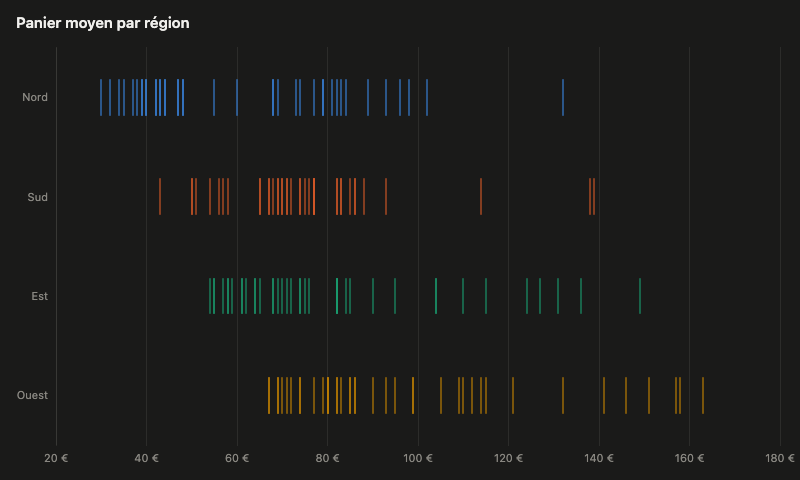 Panier moyen par région
Nord
Sud
Est
Ouest
20 € 40 € 60 € 80 € 100 € 120 € 140 € 160 € 180 €